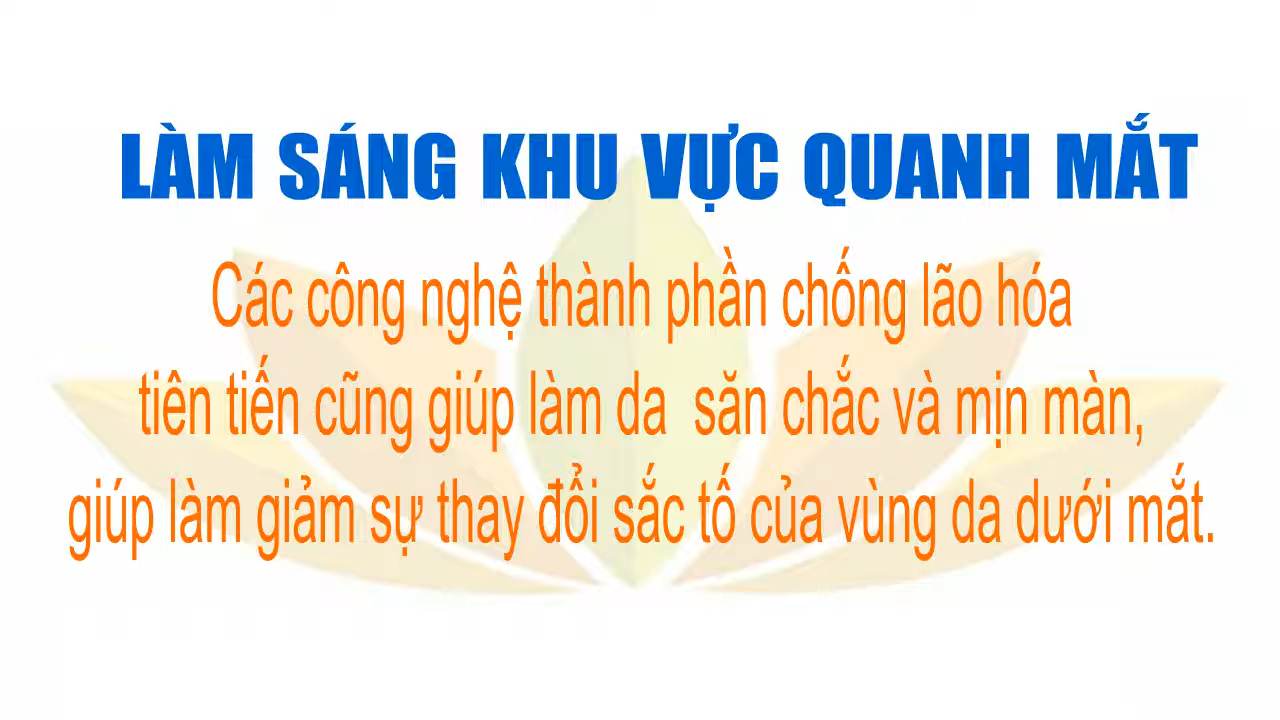 LÀM SÁNG KHU VỰC QUANH MẮT
Các công nghệ thành phần chống lão hóa
tiên tiến cũng giúp làm da  săn chắc và mịn màn,
giúp làm giảm sự thay đổi sắc tố của vùng da dưới mắt.